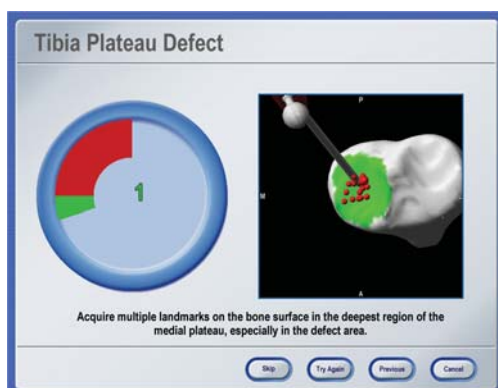 Tibia Plateau Defect
1
P
M
A
Acquire multiple landmarks on the bone surface in the deepest region of the
medial plateau, especially in the defect area.
Skip
Try Again
Previous
Cancel